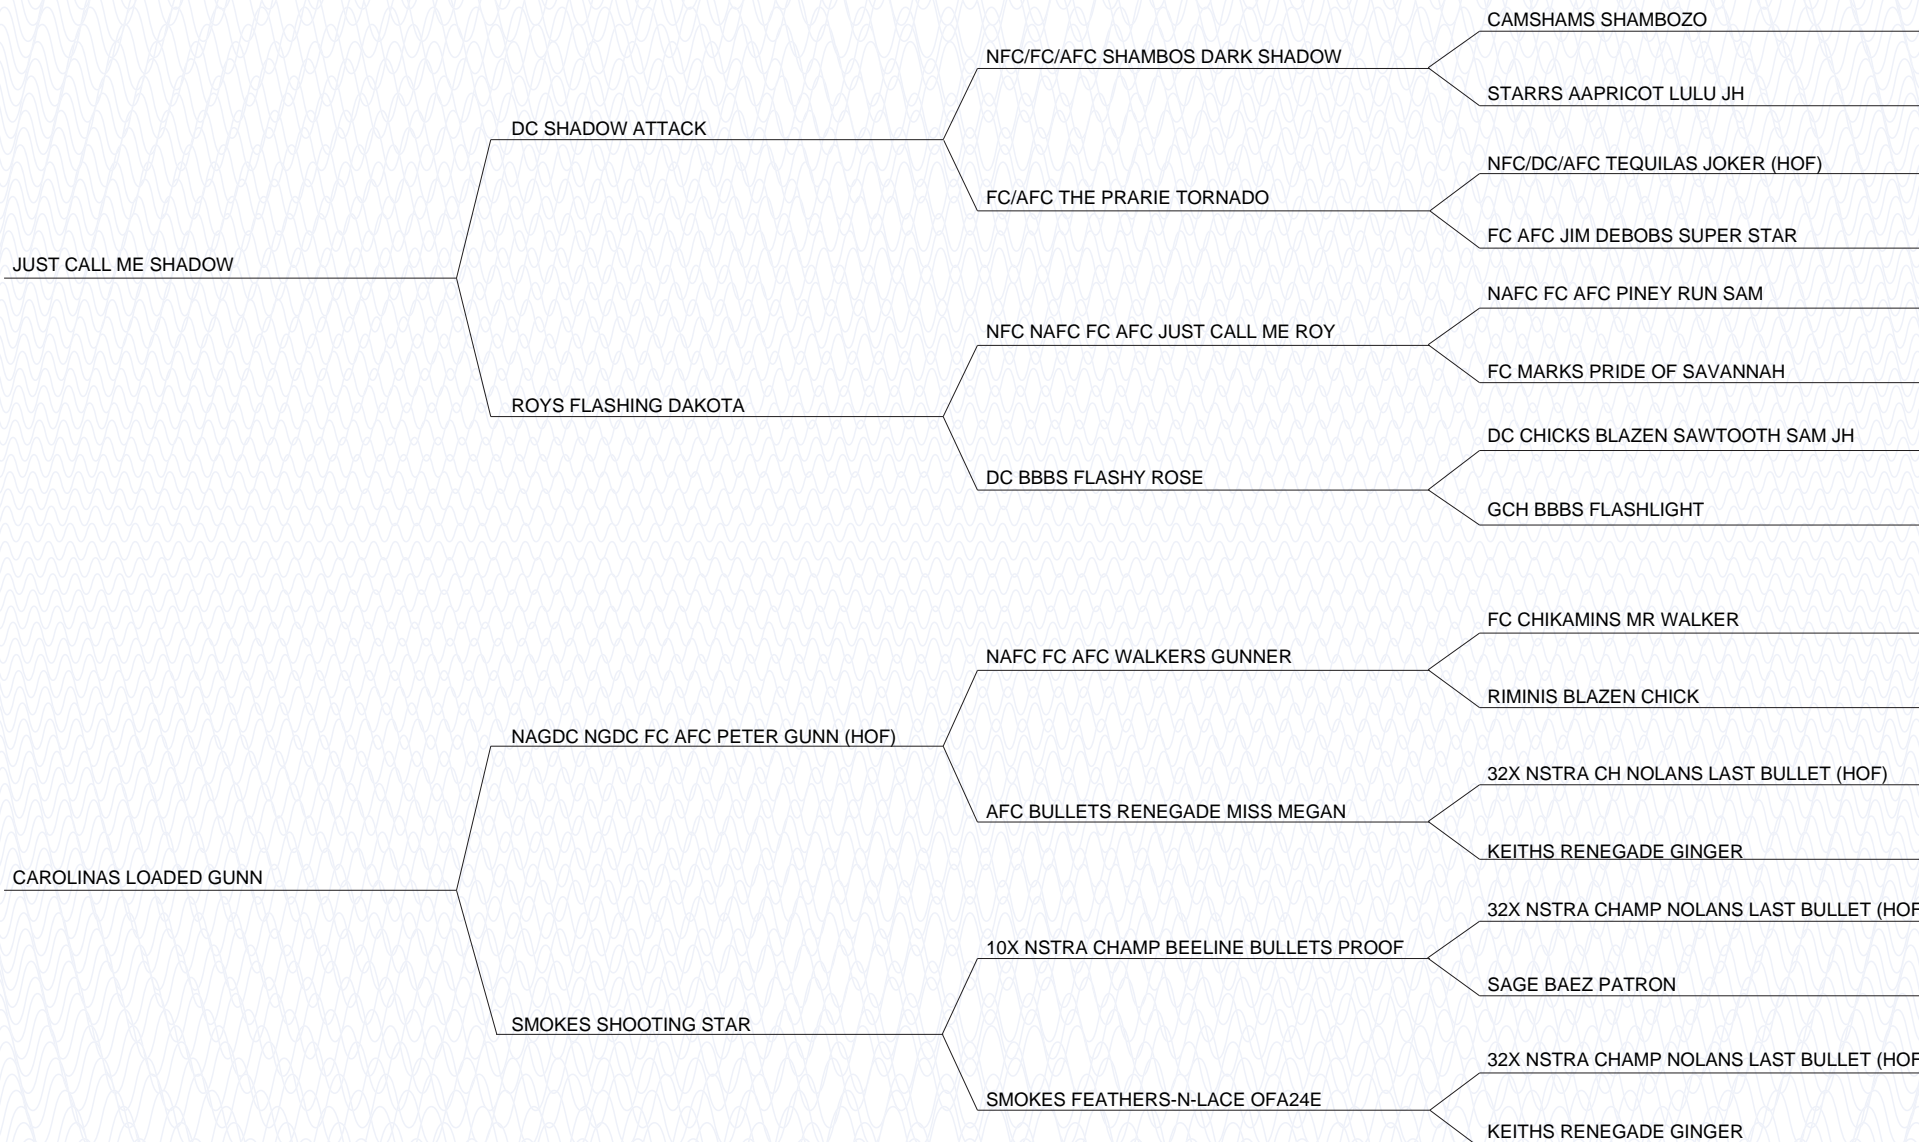 CAMSHAMS SHAMBOZO
NFC/FC/AFC SHAMBOS DARK SHADOW
STARRS AAPRICOT LULU JH
DC SHADOW ATTACK
NFC/DC/AFC TEQUILAS JOKER (HOF)
FC/AFC THE PRARIE TORNADO
FC AFC JIM DEBOBS SUPER STAR
JUST CALL ME SHADOW
NAFC FC AFC PINEY RUN SAM
NFC NAFC FC AFC JUST CALL ME ROY
FC MARKS PRIDE OF SAVANNAH
ROYS FLASHING DAKOTA
DC CHICKS BLAZEN SAWTOOTH SAM JH
DC BBBS FLASHY ROSE
GCH BBBS FLASHLIGHT
FC CHIKAMINS MR WALKER
NAFC FC AFC WALKERS GUNNER
RIMINIS BLAZEN CHICK
NAGDC NGDC FC AFC PETER GUNN (HOF)
32X NSTRA CH NOLANS LAST BULLET (HOF)
AFC BULLETS RENEGADE MISS MEGAN
KEITHS RENEGADE GINGER
CAROLINAS LOADED GUNN
32X NSTRA CHAMP NOLANS LAST BULLET (HOF
10X NSTRA CHAMP BEELINE BULLETS PROOF
SAGE BAEZ PATRON
SMOKES SHOOTING STAR
32X NSTRA CHAMP NOLANS LAST BULLET (HOF
SMOKES FEATHERS-N-LACE OFA24E
KEITHS RENEGADE GINGER